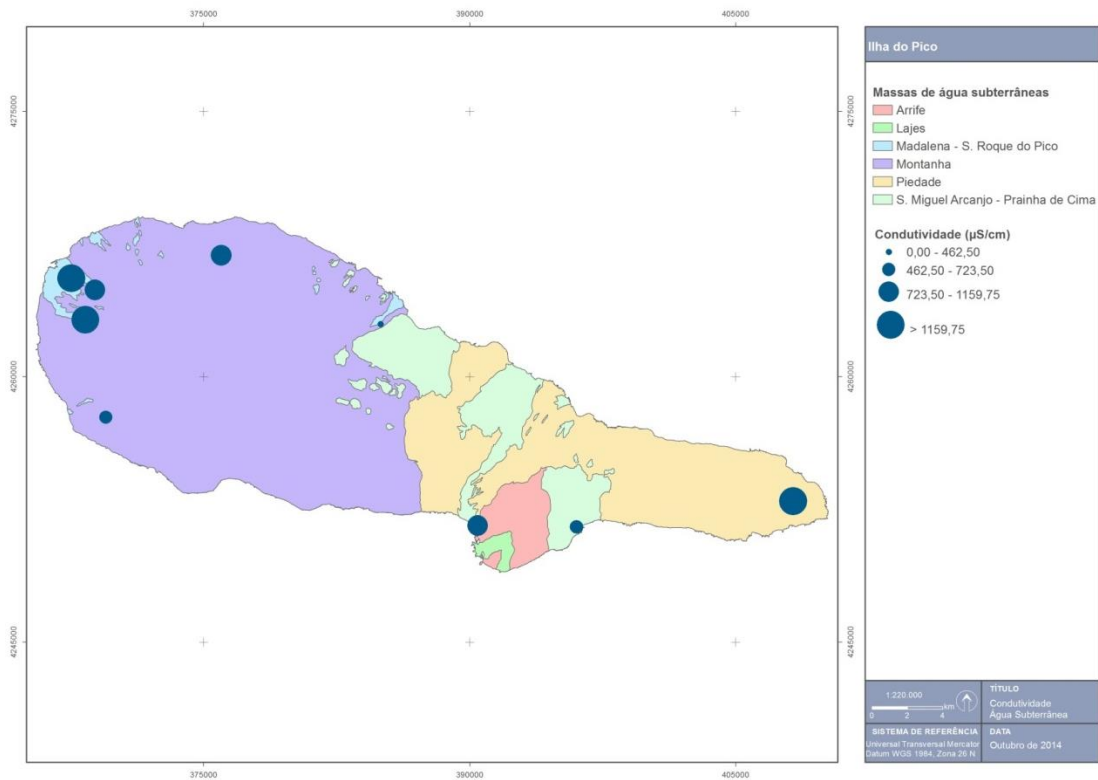 375000
390000
405000
4275000
4275000
4260000
4260000
4245000
4245000
375000
390000
405000
Ilha do Pico
Massas de água subterrâneas
Arrife
Lajes
Madalena - S. Roque do Pico
Montanha
Piedade
S. Miguel Arcanjo - Prainha de Cima
Condutividade (µS/cm)
0,00 - 462,50
462,50 - 723,50
723,50 - 1159,75
> 1159,75
1:220.000
0 2 4 km
TÍTULO
Condutividade
Água Subterrânea
SISTEMA DE REFERÊNCIA
Universal Transversal Mercator
Datum WGS 1984, Zona 26 N
DATA
Outubro de 2014